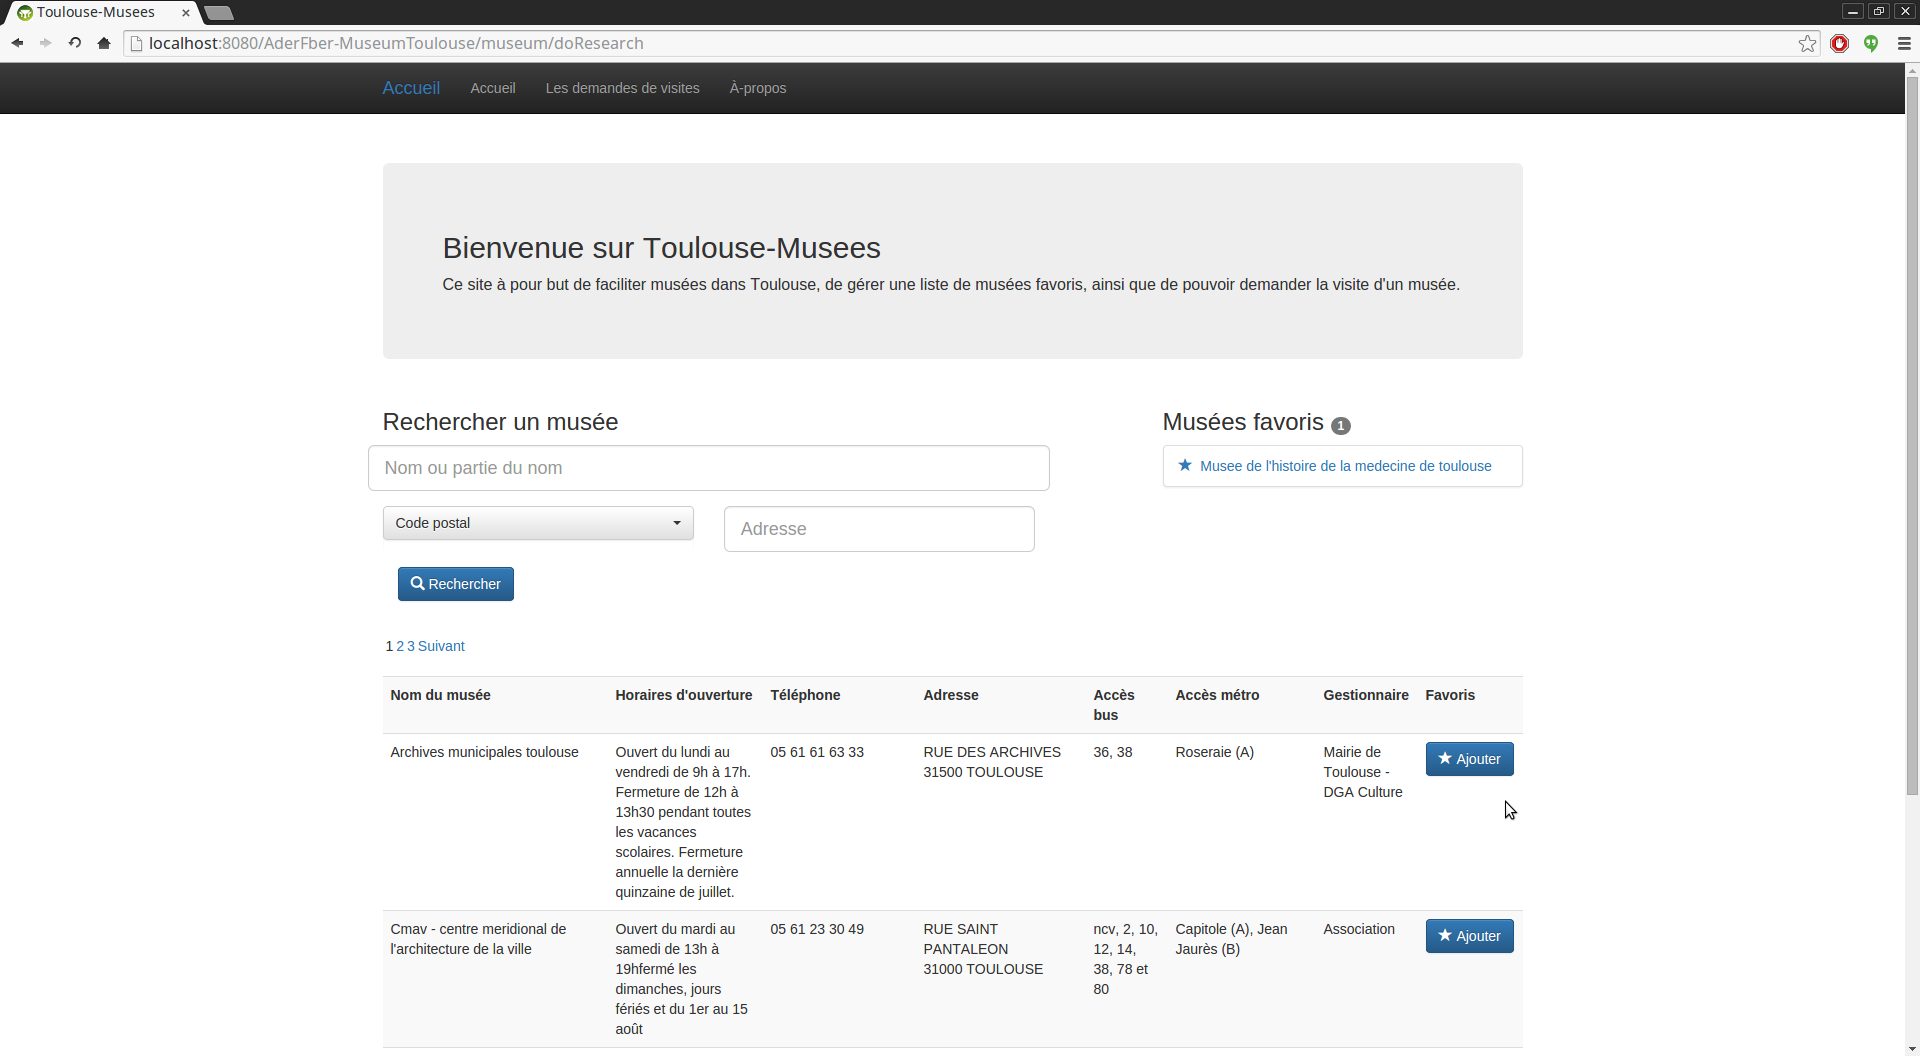 Toulouse-Musees
localhost:8080/AderFber-MuseumToulouse/museum/doResearch
Accueil Accueil Les demandes de visites À-propos
Bienvenue sur Toulouse-Musees
Ce site à pour but de faciliter musées dans Toulouse, de gérer une liste de musées favoris, ainsi que de pouvoir demander la visite d'un musée.
Rechercher un musée
Nom ou partie du nom
Code postal
Adresse
Rechercher
Musées favoris 1
Musee de l'histoire de la medecine de toulouse
1 2 3 Suivant
Nom du musée
Horaires d'ouverture
Téléphone
Adresse
Accès
bus
Accès métro
Gestionnaire
Favoris
Archives municipales toulouse
Ouvert du lundi au
vendredi de 9h à 17h.
Fermeture de 12h à
13h30 pendant toutes
les vacances
scolaires. Fermeture
annuelle la dernière
quinzaine de juillet.
05 61 61 63 33
RUE DES ARCHIVES
31500 TOULOUSE
36, 38
Roseraie (A)
Mairie de
Toulouse -
DGA Culture
Ajouter
Cmav - centre meridional de
l'architecture de la ville
Ouvert du mardi au
samedi de 13h à
19hfermé les
dimanches, jours
fériés et du 1er au 15
août
05 61 23 30 49
RUE SAINT
PANTALEON
31000 TOULOUSE
ncv, 2, 10,
12, 14,
38, 78 et
80
Capitole (A), Jean
Jaurès (B)
Association
Ajouter